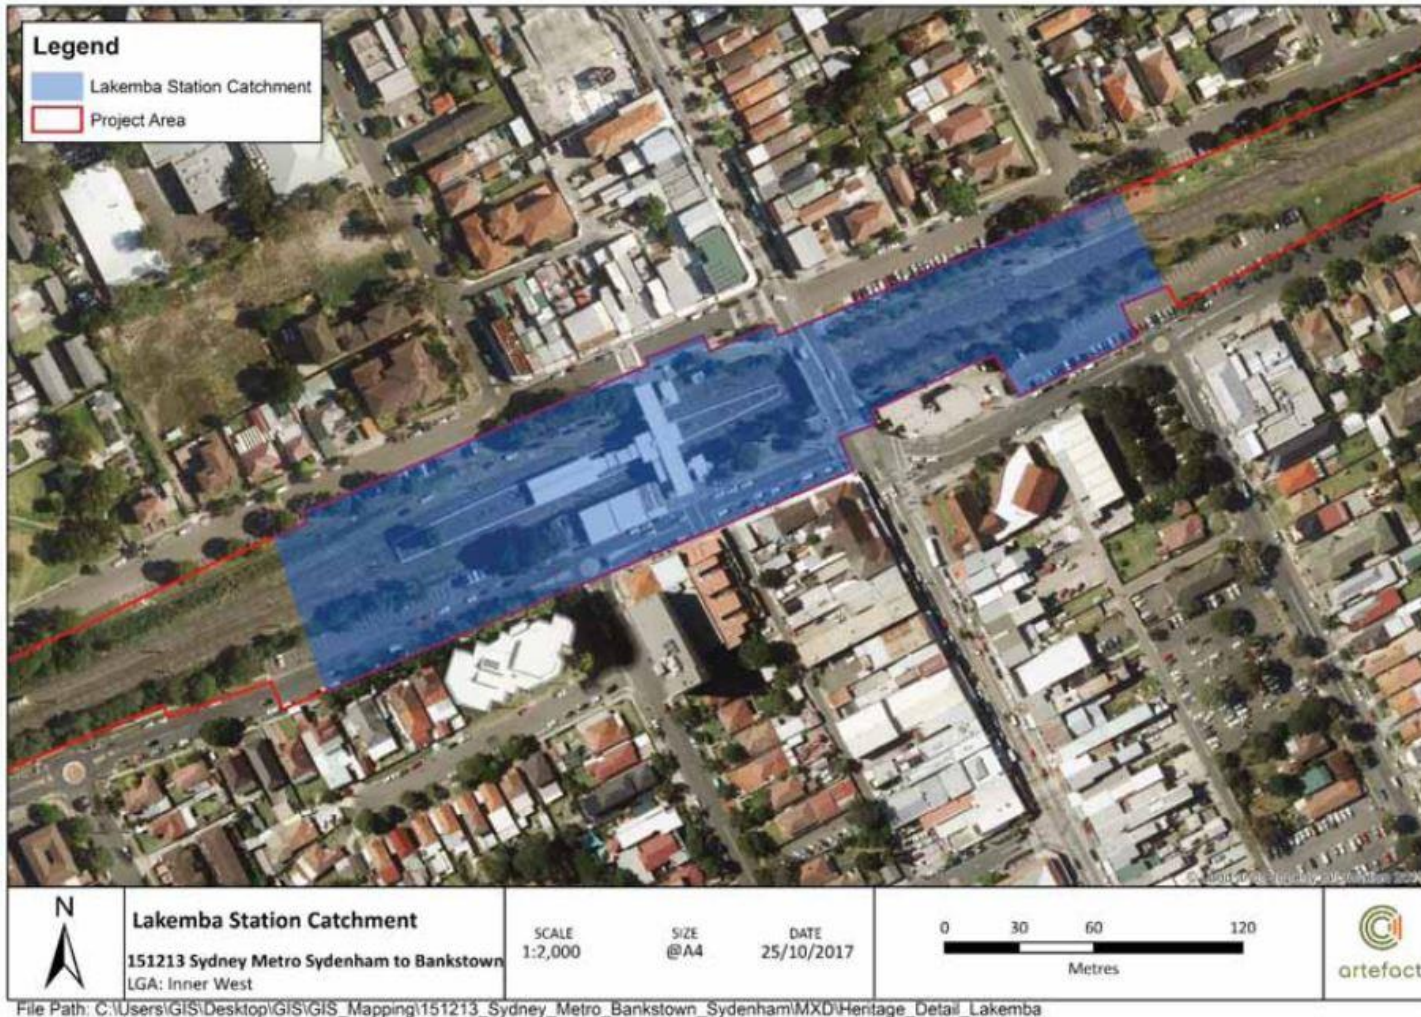 Legend
Lakemba Station Catchment
Project Area
N
Lakemba Station Catchment
151213 Sydney Metro Sydenham to Bankstown
LGA: Inner West
SCALE
1:2,000
SIZE
@A4
DATE
25/10/2017
0 30 60 120
Metres
artefact
File Path: C:\Users\GIS\Desktop\GIS\GIS_Mapping\151213_Sydney_Metro_Bankstown_Sydenham\MXD\Heritage_Detail_Lakemba